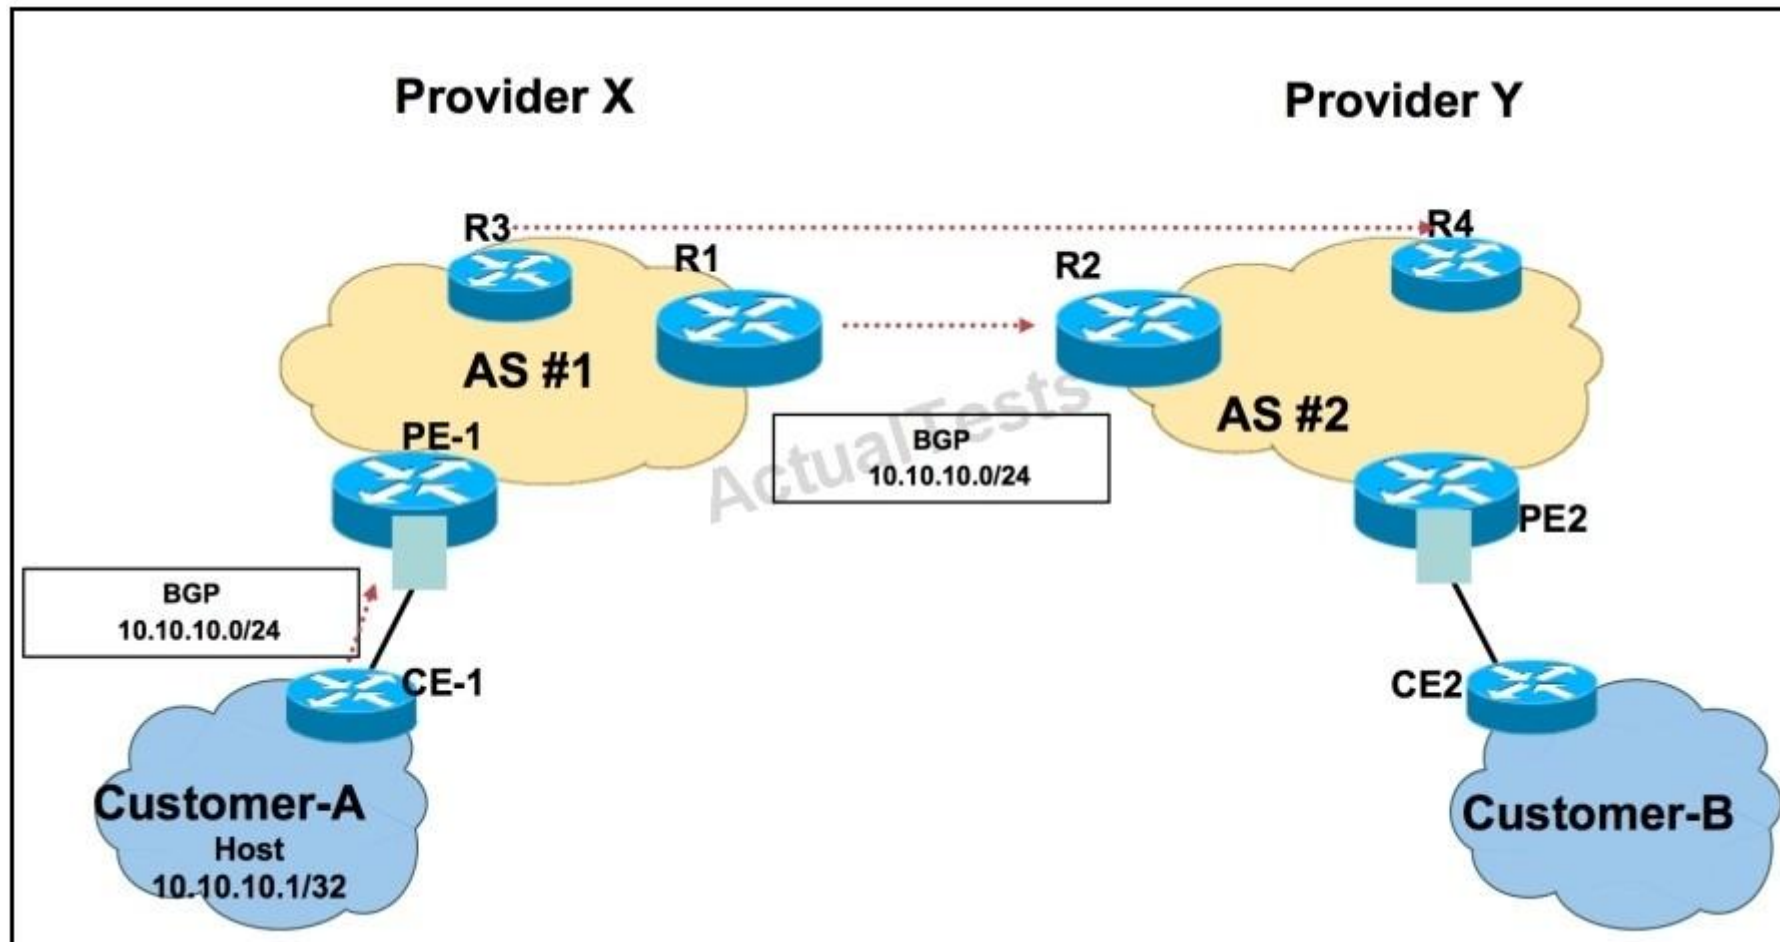 Provider X
Provider Y
R3
R4
R1
R2
AS #1
AS #2
PE-1
BGP
10.10.10.0/24
ActualTests
PE2
BGP
10.10.10.0/24
CE-1
CE2
Customer-A
Host
10.10.10.1/32
Customer-B